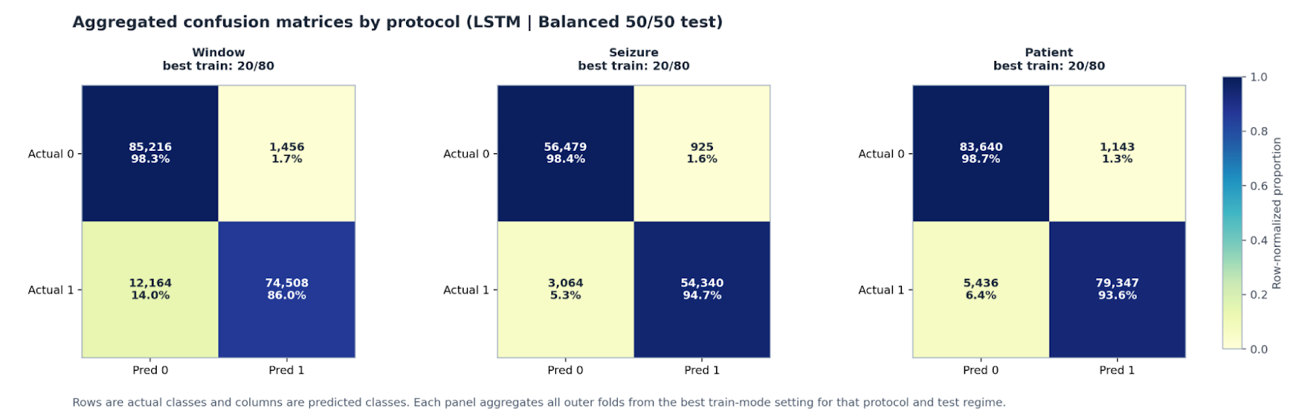 Aggregated confusion matrices by protocol (LSTM | Balanced 50/50 test)
Window
best train: 20/80
Actual 0
85,216
98.3%
1,456
1.7%
Actual 1
12,164
14.0%
74,508
86.0%
Pred 0
Pred 1
Seizure
best train: 20/80
Actual 0
56,479
98.4%
925
1.6%
Actual 1
3,064
5.3%
54,340
94.7%
Pred 0
Pred 1
Patient
best train: 20/80
Actual 0
83,640
98.7%
1,143
1.3%
Actual 1
5,436
6.4%
79,347
93.6%
Pred 0
Pred 1
1.0
0.8
0.6
0.4
0.2
0.0
Row-normalized proportion
Rows are actual classes and columns are predicted classes. Each panel aggregates all outer folds from the best train-mode setting for that protocol and test regime.